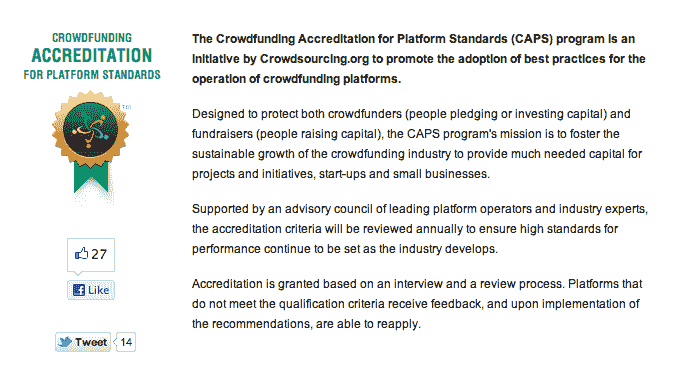 CROWDFUNDING
ACCREDITATION
FOR PLATFORM STANDARDS
TM
27
Like
Tweet 14
The Crowdfunding Accreditation for Platform Standards (CAPS) program is an
initiative by Crowdsourcing.org to promote the adoption of best practices for the
operation of crowdfunding platforms.
Designed to protect both crowdfunders (people pledging or investing capital) and
fundraisers (people raising capital), the CAPS program's mission is to foster the
sustainable growth of the crowdfunding industry to provide much needed capital for
projects and initiatives, start-ups and small businesses.
Supported by an advisory council of leading platform operators and industry experts,
the accreditation criteria will be reviewed annually to ensure high standards for
performance continue to be set as the industry develops.
Accreditation is granted based on an interview and a review process. Platforms that
do not meet the qualification criteria receive feedback, and upon implementation of
the recommendations, are able to reapply.